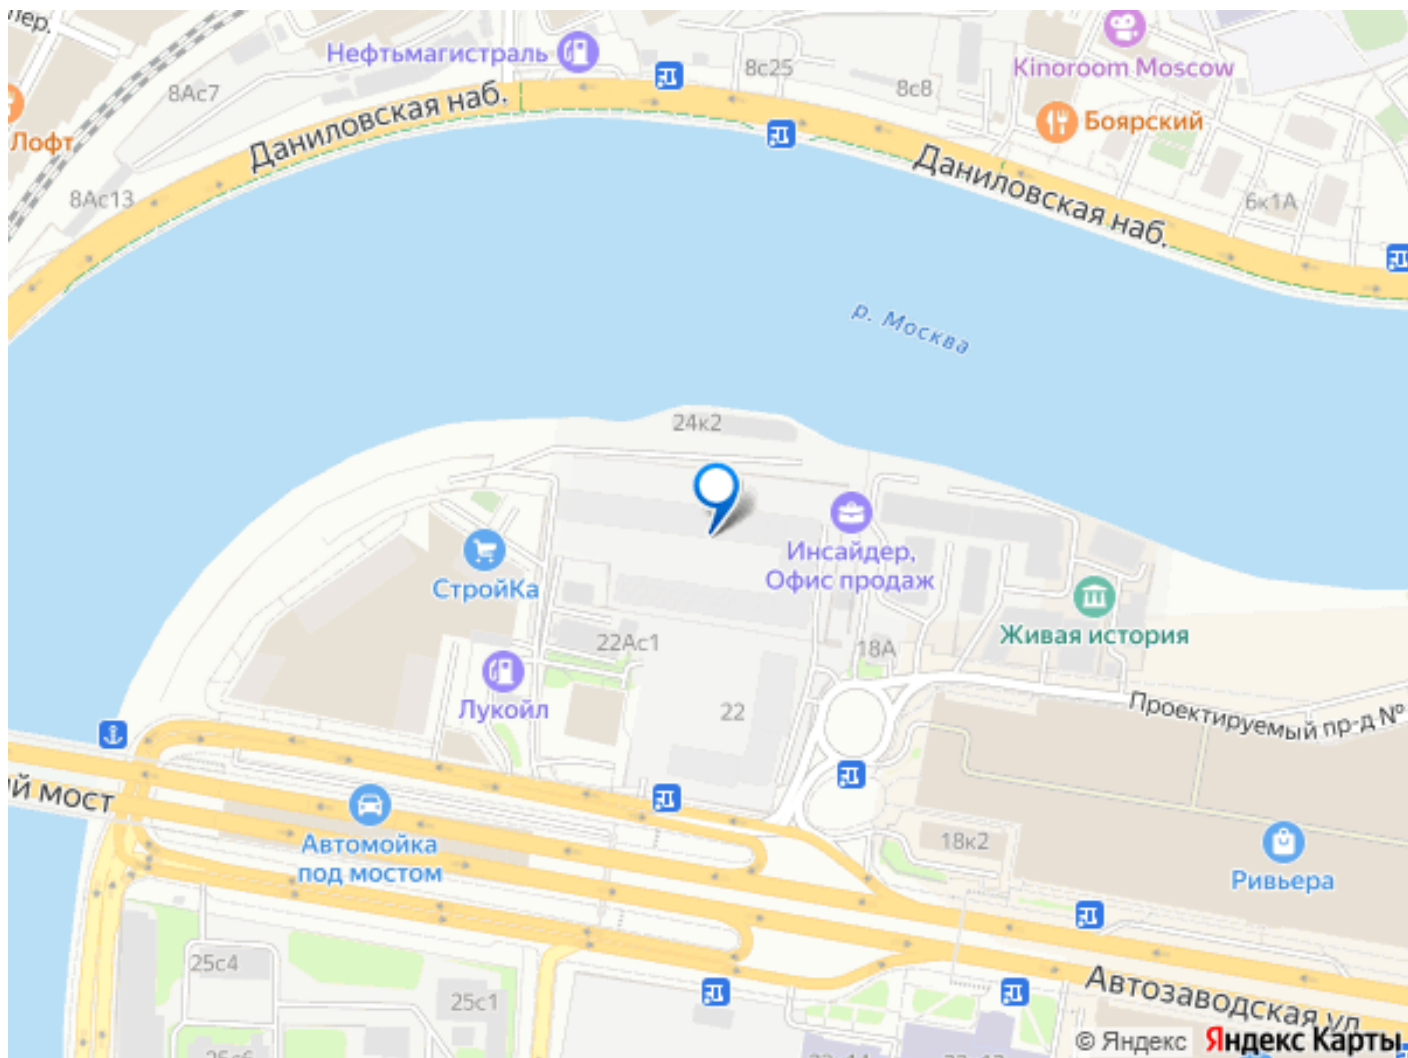 пер.
Нефтьмагистраль
8с25
Kinoroom Moscow
8Ас7
8с8
Даниловская наб.
Боярский
Лофт
Даниловская наб.
8Ас13
6к1А
р. Москва
24к2
Инсайдер,
Офис продаж
СтройКа
Живая история
22Ас1
18А
Лукойл
22
Проектируемый пр-д №
ий мост
Автомойка
под мостом
18к2
Ривьера
25с4
25с1
Автозаводская ул.
© Яндекс Яндекс Карты